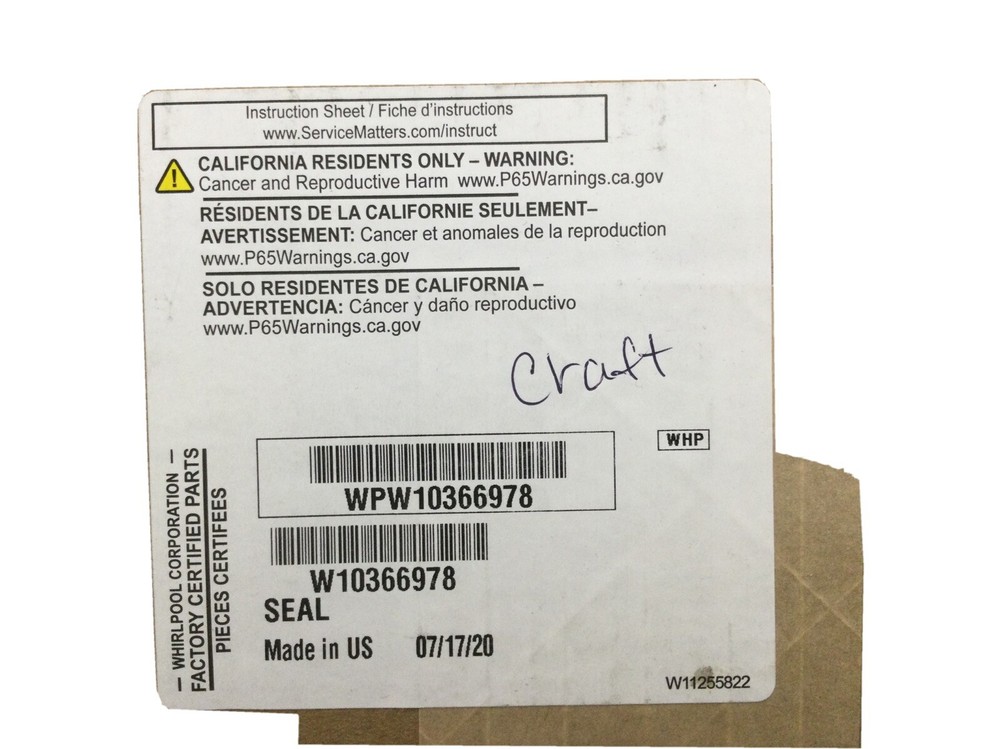 Instruction Sheet / Fiche d'instructions
www.ServiceMatters.com/instruct
CALIFORNIA RESIDENTS ONLY – WARNING:
Cancer and Reproductive Harm www.P65Warnings.ca.gov
RÉSIDENTS DE LA CALIFORNIE SEULEMENT–
AVERTISSEMENT: Cancer et anomales de la reproduction
www.P65Warnings.ca.gov
SOLO RESIDENTES DE CALIFORNIA –
ADVERTENCIA: Cáncer y daño reproductivo
www.P65Warnings.ca.gov
Craft
WHP
WPW10366978
W10366978
SEAL
Made in US 07/17/20
– WHIRLPOOL CORPORATION –
FACTORY CERTIFIED PARTS
PIECES CERTIFEES
W11255822